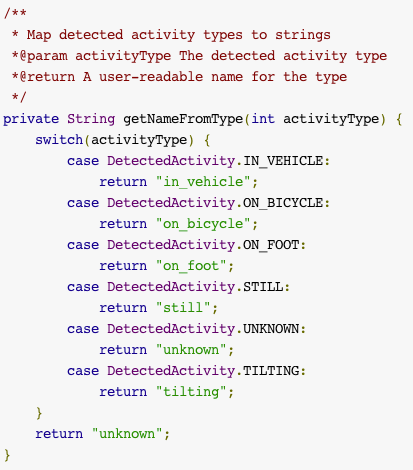 /**
 * Map detected activity types to strings
 *@param activityType The detected activity type
 *@return A user-readable name for the type
 */
private String getNameFromType(int activityType) {
    switch(activityType) {
        case DetectedActivity.IN_VEHICLE:
            return "in_vehicle";
        case DetectedActivity.ON_BICYCLE:
            return "on_bicycle";
        case DetectedActivity.ON_FOOT:
            return "on_foot";
        case DetectedActivity.STILL:
            return "still";
        case DetectedActivity.UNKNOWN:
            return "unknown";
        case DetectedActivity.TILTING:
            return "tilting";
    }
    return "unknown";
}